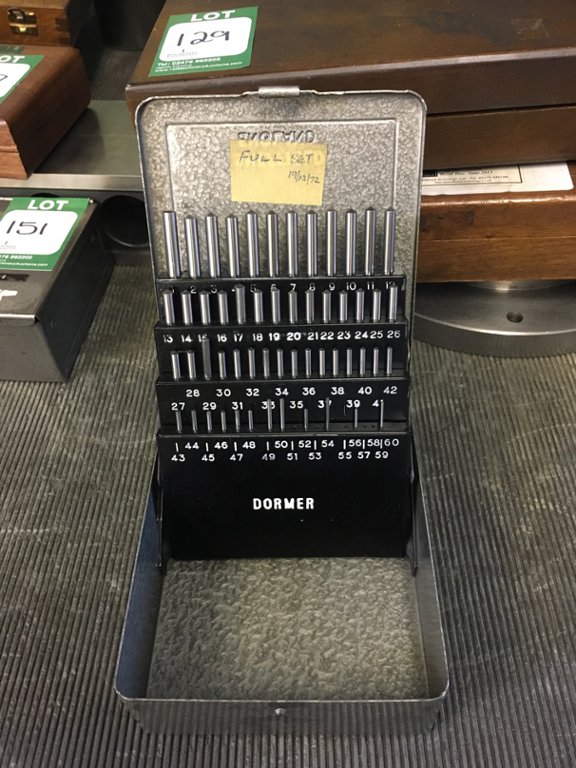 LOT
129
LOT
151
ENGLAND
FULL SET
19/12/72
1 2 3 4 5 6 7 8 9 10 11 12
13 14 15 16 17 18 19 20 21 22 23 24 25 26
28 30 32 34 36 38 40 42
27 29 31 33 35 37 39 41
44 46 48 50 52 54 56 58 60
43 45 47 49 51 53 55 57 59
DORMER